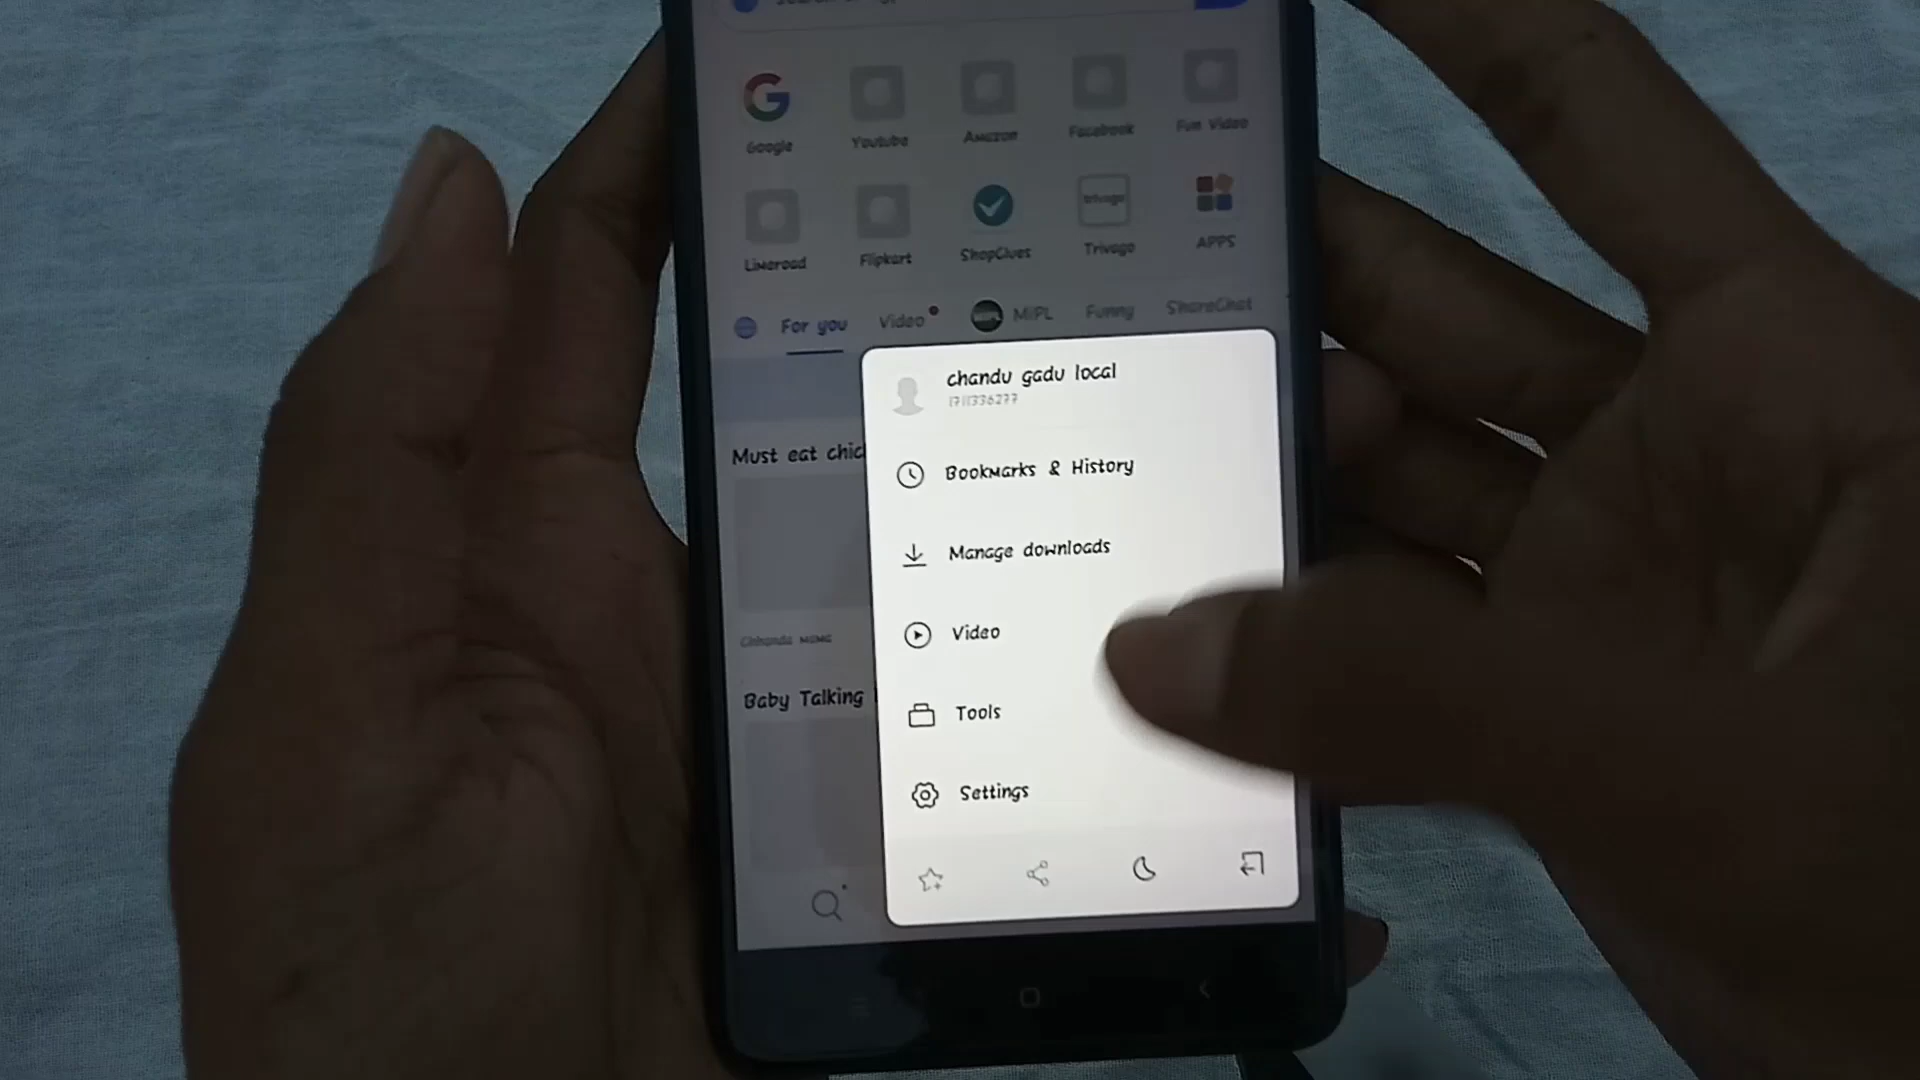 Google Youtube Amazon Facebook Fun Video
Limeroad Flipkart ShopClues Trivago APPS
trivago
For you Video MiPL Funny ShareChat
chandu gadu local
1711336277
Bookmarks & History
Must eat
Manage downloads
Video
Baby Talking
Tools
Settings